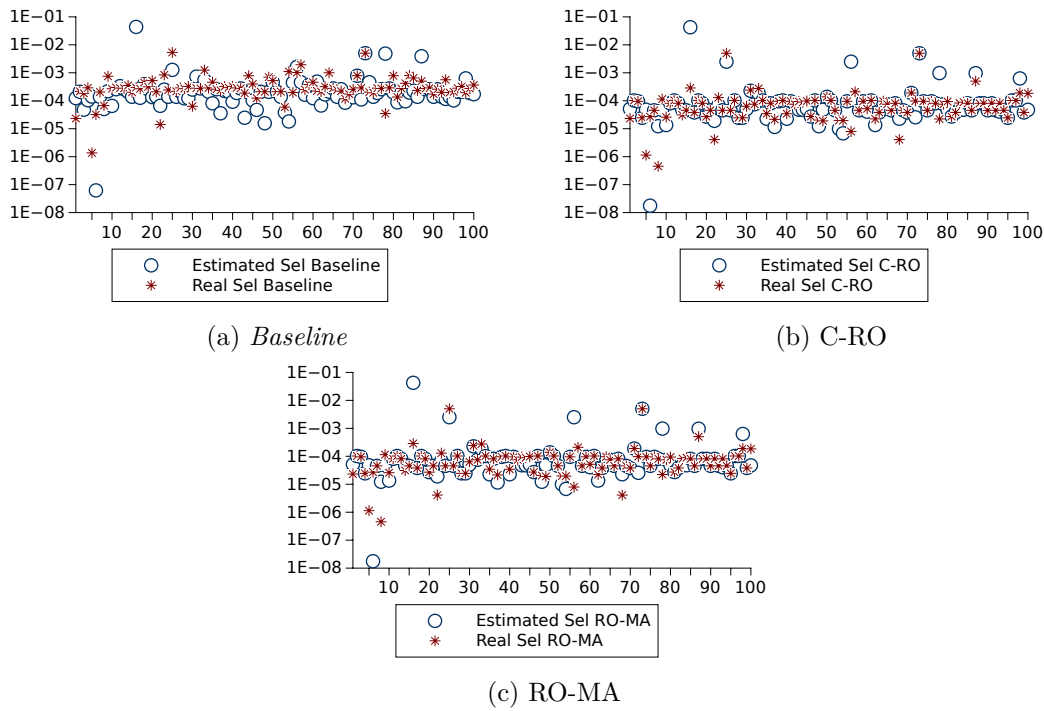 1E−01
1E−02
1E−03
1E−04
1E−05
1E−06
1E−07
1E−08
10 20 30 40 50 60 70 80 90 100
Estimated Sel Baseline
Real Sel Baseline
(a) Baseline
1E−01
1E−02
1E−03
1E−04
1E−05
1E−06
1E−07
1E−08
10 20 30 40 50 60 70 80 90 100
Estimated Sel C-RO
Real Sel C-RO
(b) C-RO
1E−01
1E−02
1E−03
1E−04
1E−05
1E−06
1E−07
1E−08
10 20 30 40 50 60 70 80 90 100
Estimated Sel RO-MA
Real Sel RO-MA
(c) RO-MA